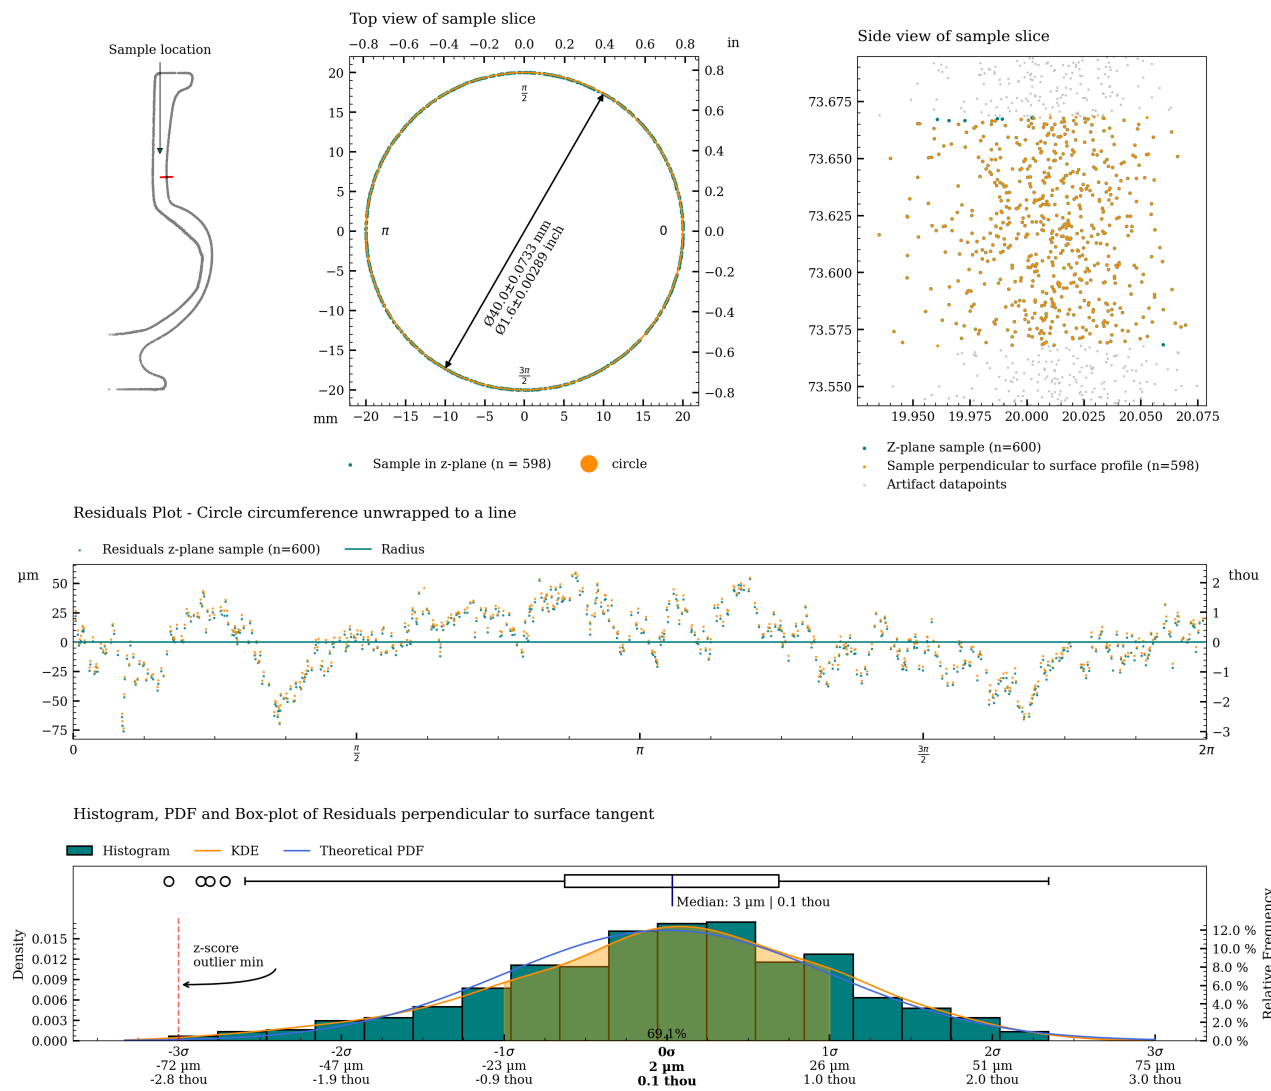 Sample location
Top view of sample slice
−0.8 −0.6 −0.4 −0.2 0.0 0.2 0.4 0.6 0.8 in
20
15
10
5
0
−5
−10
−15
−20
0.8
0.6
0.4
0.2
0.0
−0.2
−0.4
−0.6
−0.8
π/2
π
0
3π/2
Ø40.0±0.0733 mm
Ø1.6±0.00289 inch
mm −20 −15 −10 −5 0 5 10 15 20
Sample in z-plane (n = 598) circle
Side view of sample slice
73.675
73.650
73.625
73.600
73.575
73.550
19.950 19.975 20.000 20.025 20.050 20.075
Z-plane sample (n=600)
Sample perpendicular to surface profile (n=598)
Artifact datapoints
Residuals Plot - Circle circumference unwrapped to a line
Residuals z-plane sample (n=600) Radius
µm
50
25
0
−25
−50
−75
thou
2
1
0
−1
−2
−3
0 π/2 π 3π/2 2π
Histogram, PDF and Box-plot of Residuals perpendicular to surface tangent
Histogram KDE Theoretical PDF
Median: 3 µm | 0.1 thou
z-score
outlier min
Density
0.015
0.012
0.009
0.006
0.003
0.000
12.0 %
10.0 %
8.0 %
6.0 %
4.0 %
2.0 %
0.0 %
Relative Frequency
69.1%
-3σ -2σ -1σ 0σ 1σ 2σ 3σ
-72 µm -47 µm -23 µm 2 µm 26 µm 51 µm 75 µm
-2.8 thou -1.9 thou -0.9 thou 0.1 thou 1.0 thou 2.0 thou 3.0 thou